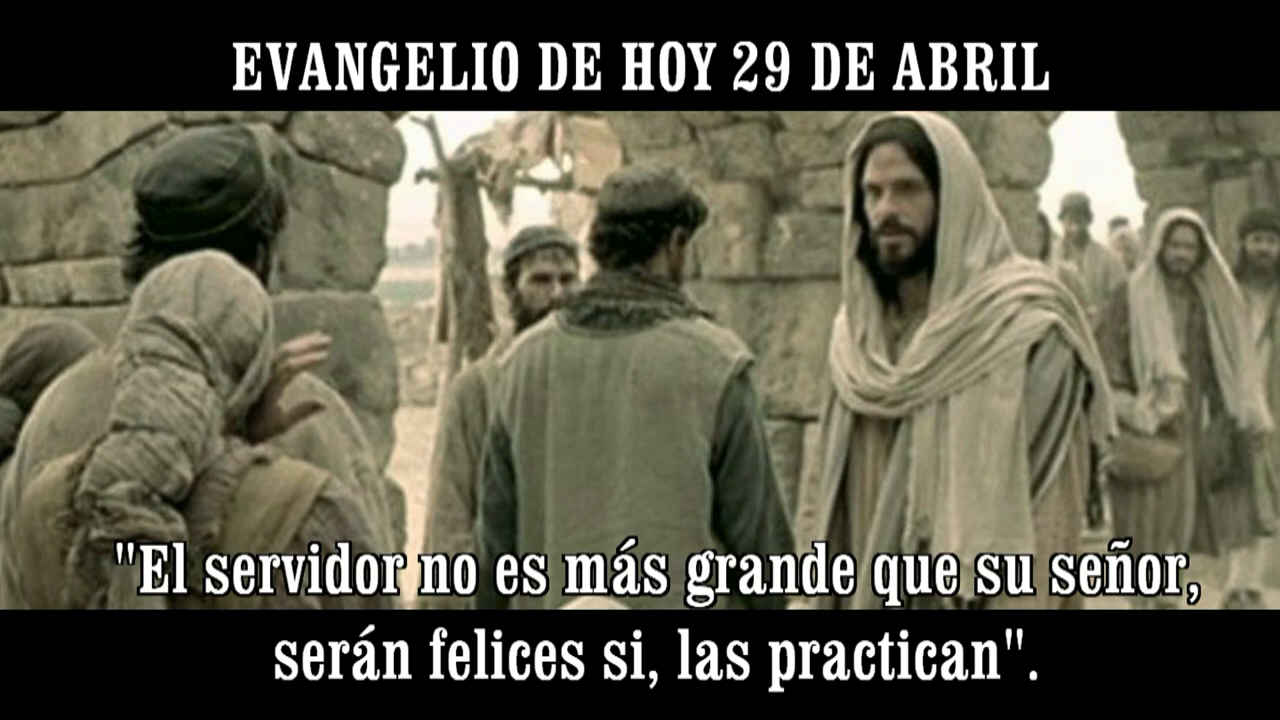 EVANGELIO DE HOY 29 DE ABRIL
"El servidor no es más grande que su señor,
serán felices si, las practican".